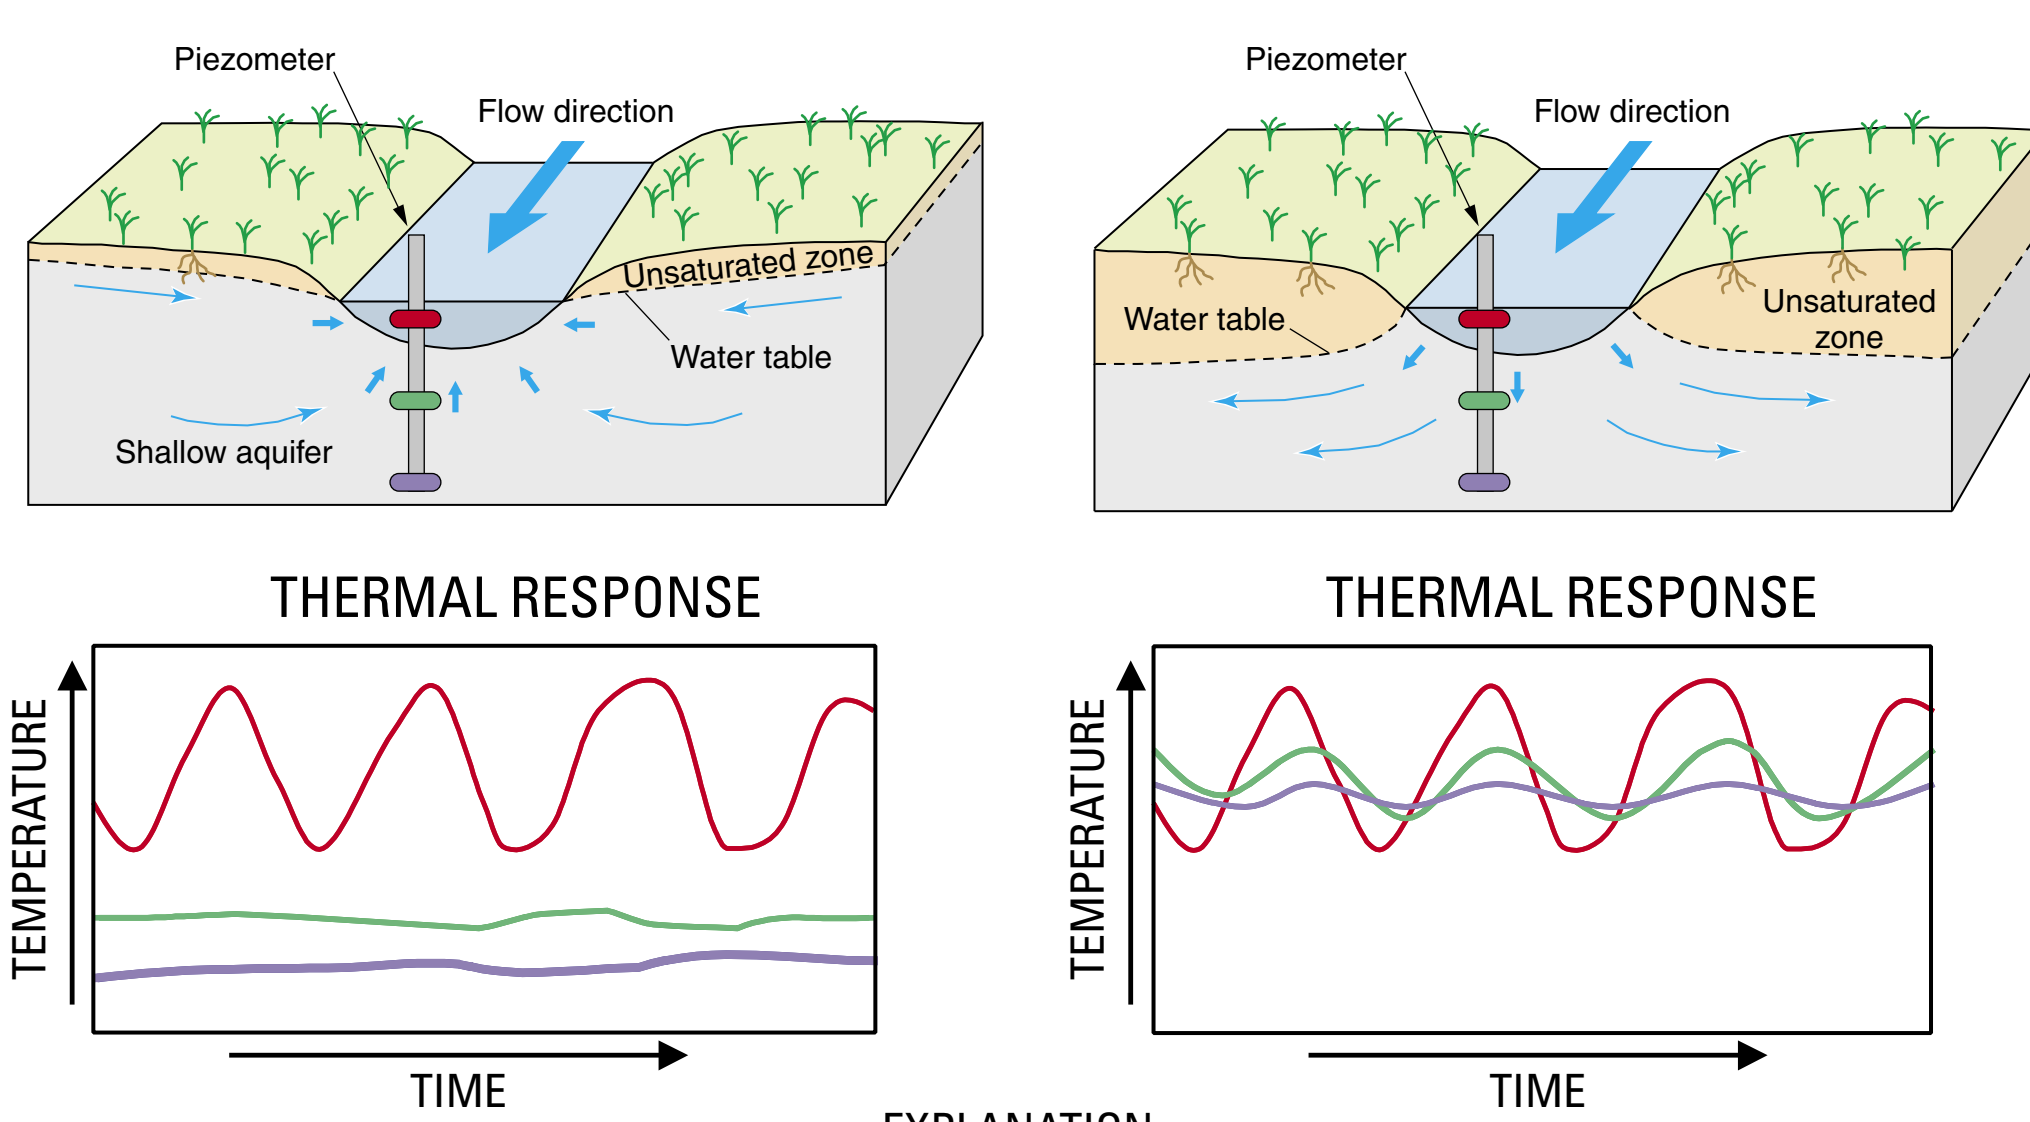 Piezometer
Flow direction
Unsaturated zone
Water table
Shallow aquifer
Piezometer
Flow direction
Water table
Unsaturated
zone
THERMAL RESPONSE
TEMPERATURE
TIME
THERMAL RESPONSE
TEMPERATURE
TIME
EXPLANATION